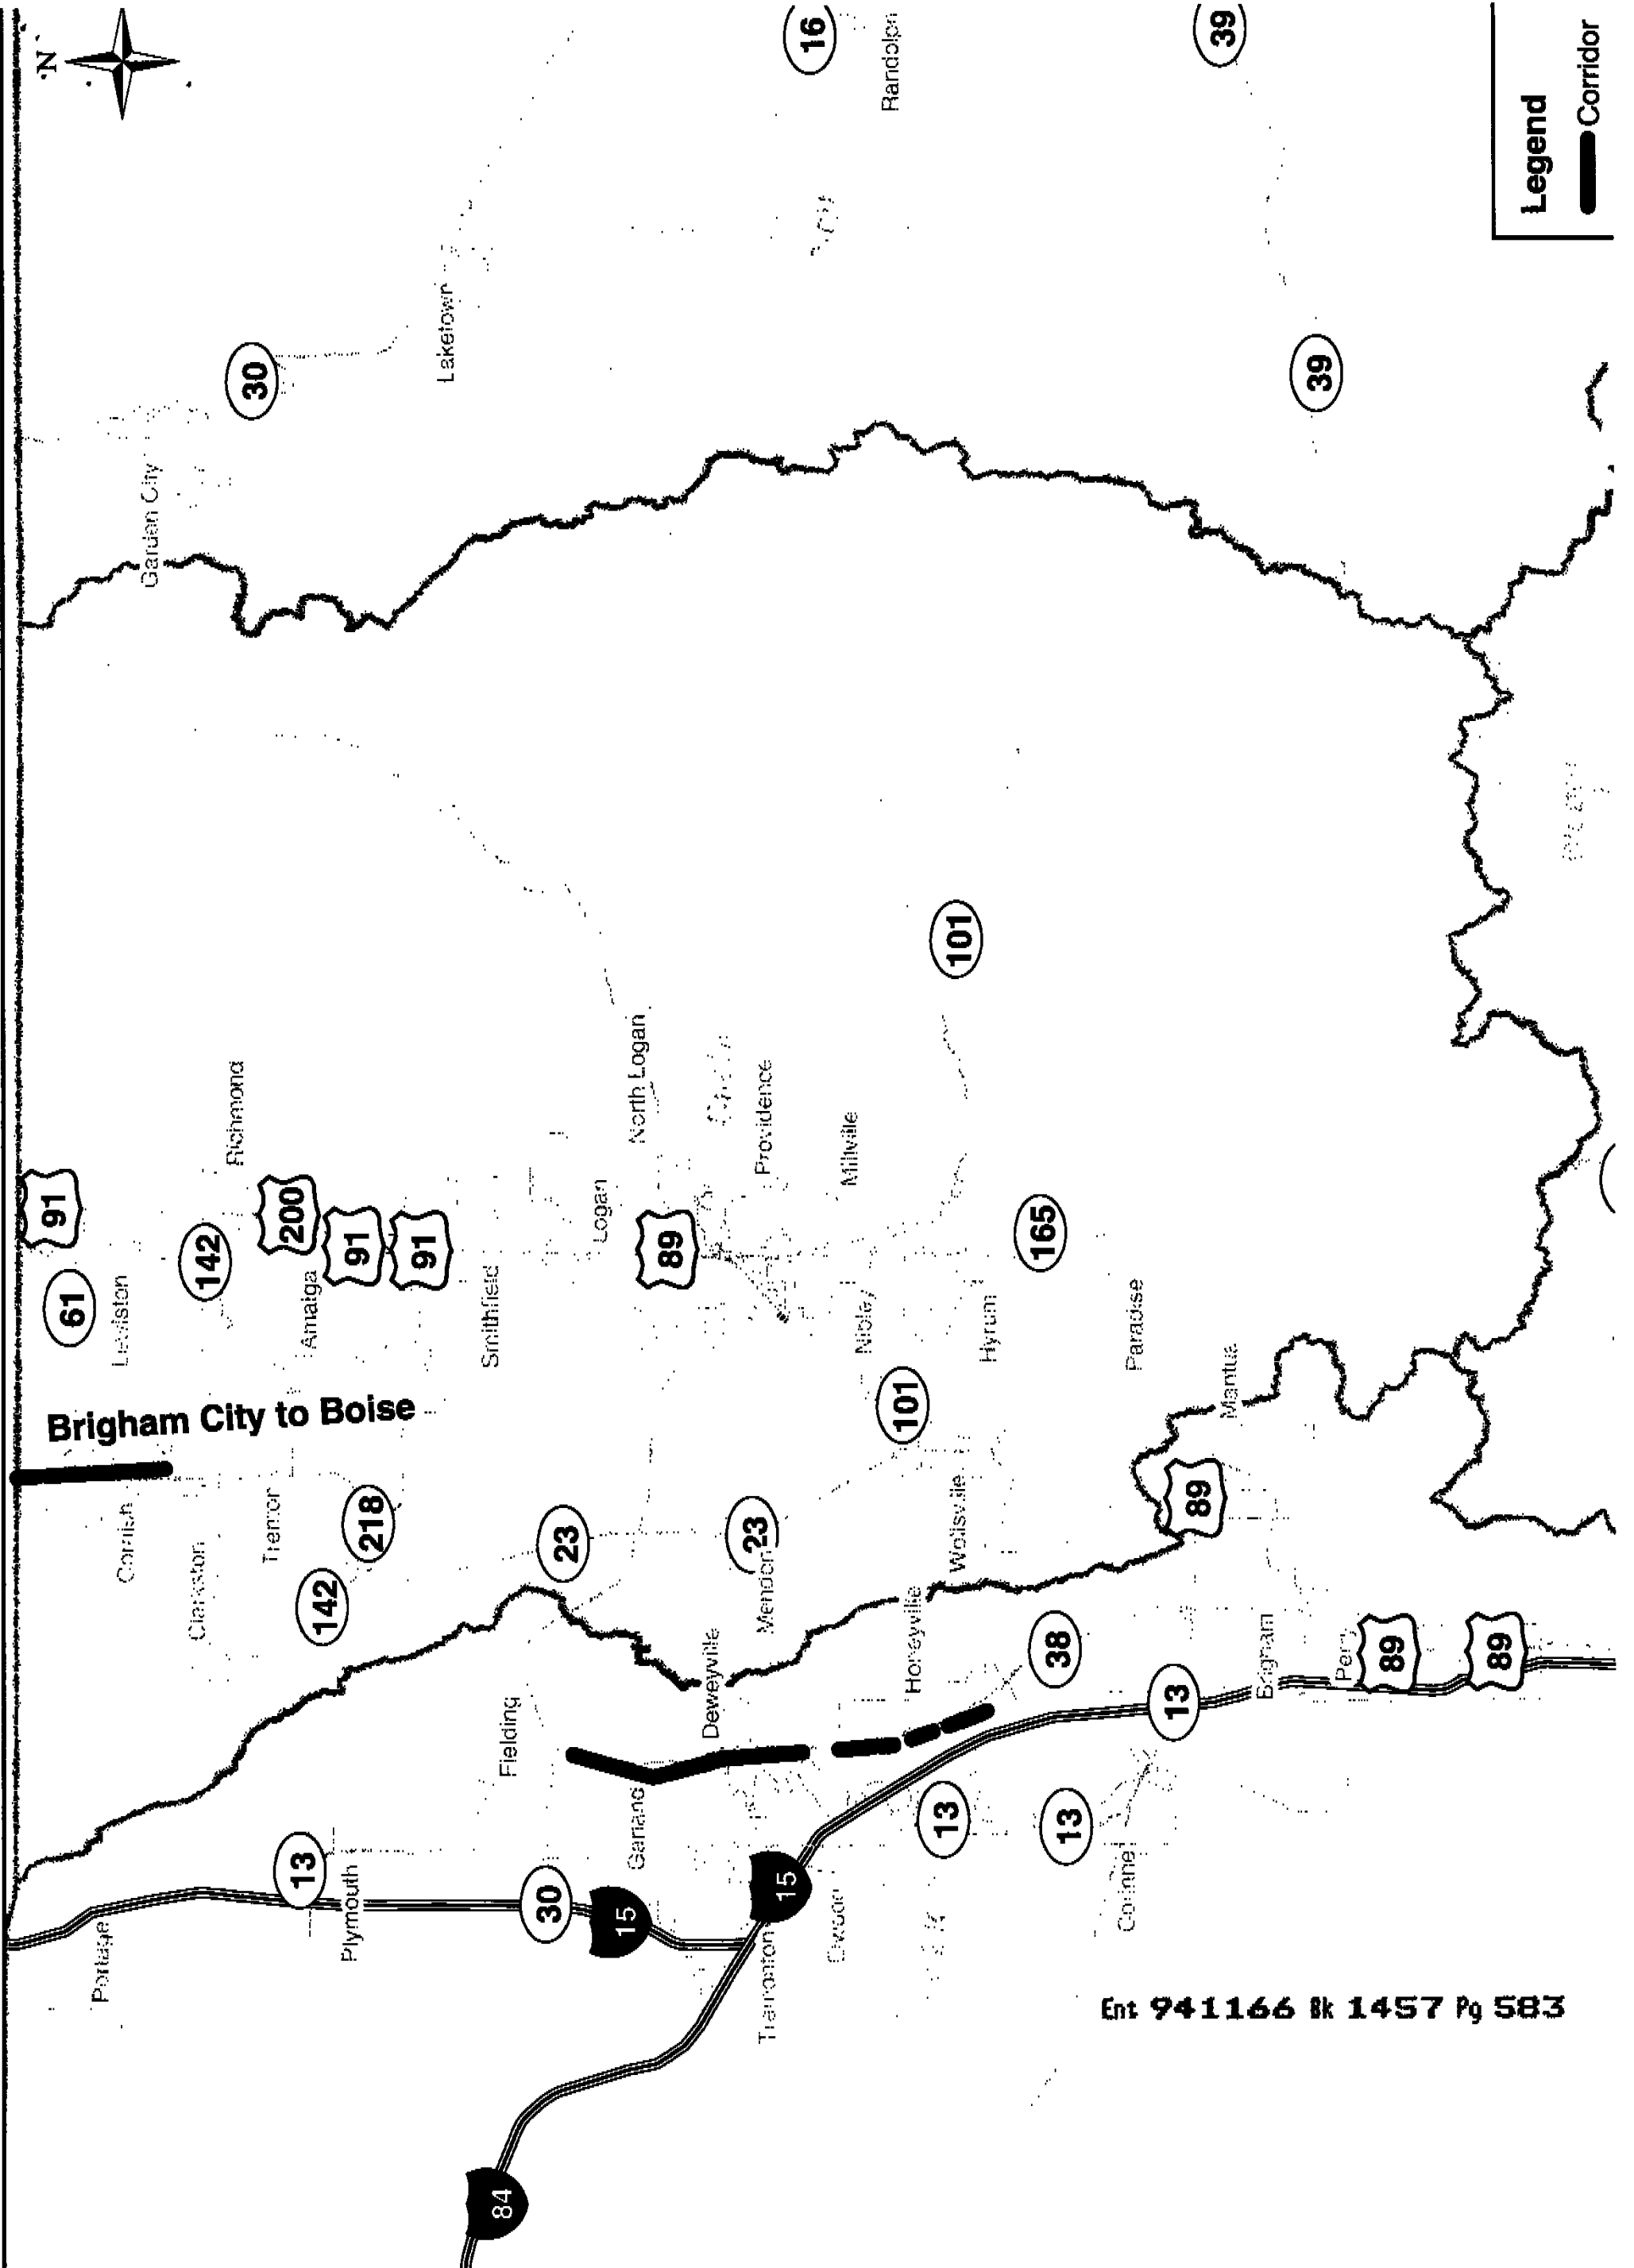 N
16
Randolph
39
Legend
Corridor
30
Laketown
39
Garden City
101
North Logan
Providence
Millville
Richmond
91
61
Lewiston
142
200
Amalga
91
91
Smithfield
Logan
89
Nibley
165
Hyrum
Paradise
Mantua
101
Brigham City to Boise
Cornish
Clarkston
Trenton
218
142
23
23
Mendon
Wellsville
89
Fielding
Deweyville
Honeyville
38
Brigham
Perry
89
89
13
Garland
13
13
Corinne
Portage
13
Plymouth
30
15
15
Elwood
Tremonton
84
Ent 941166 Bk 1457 Pg 583